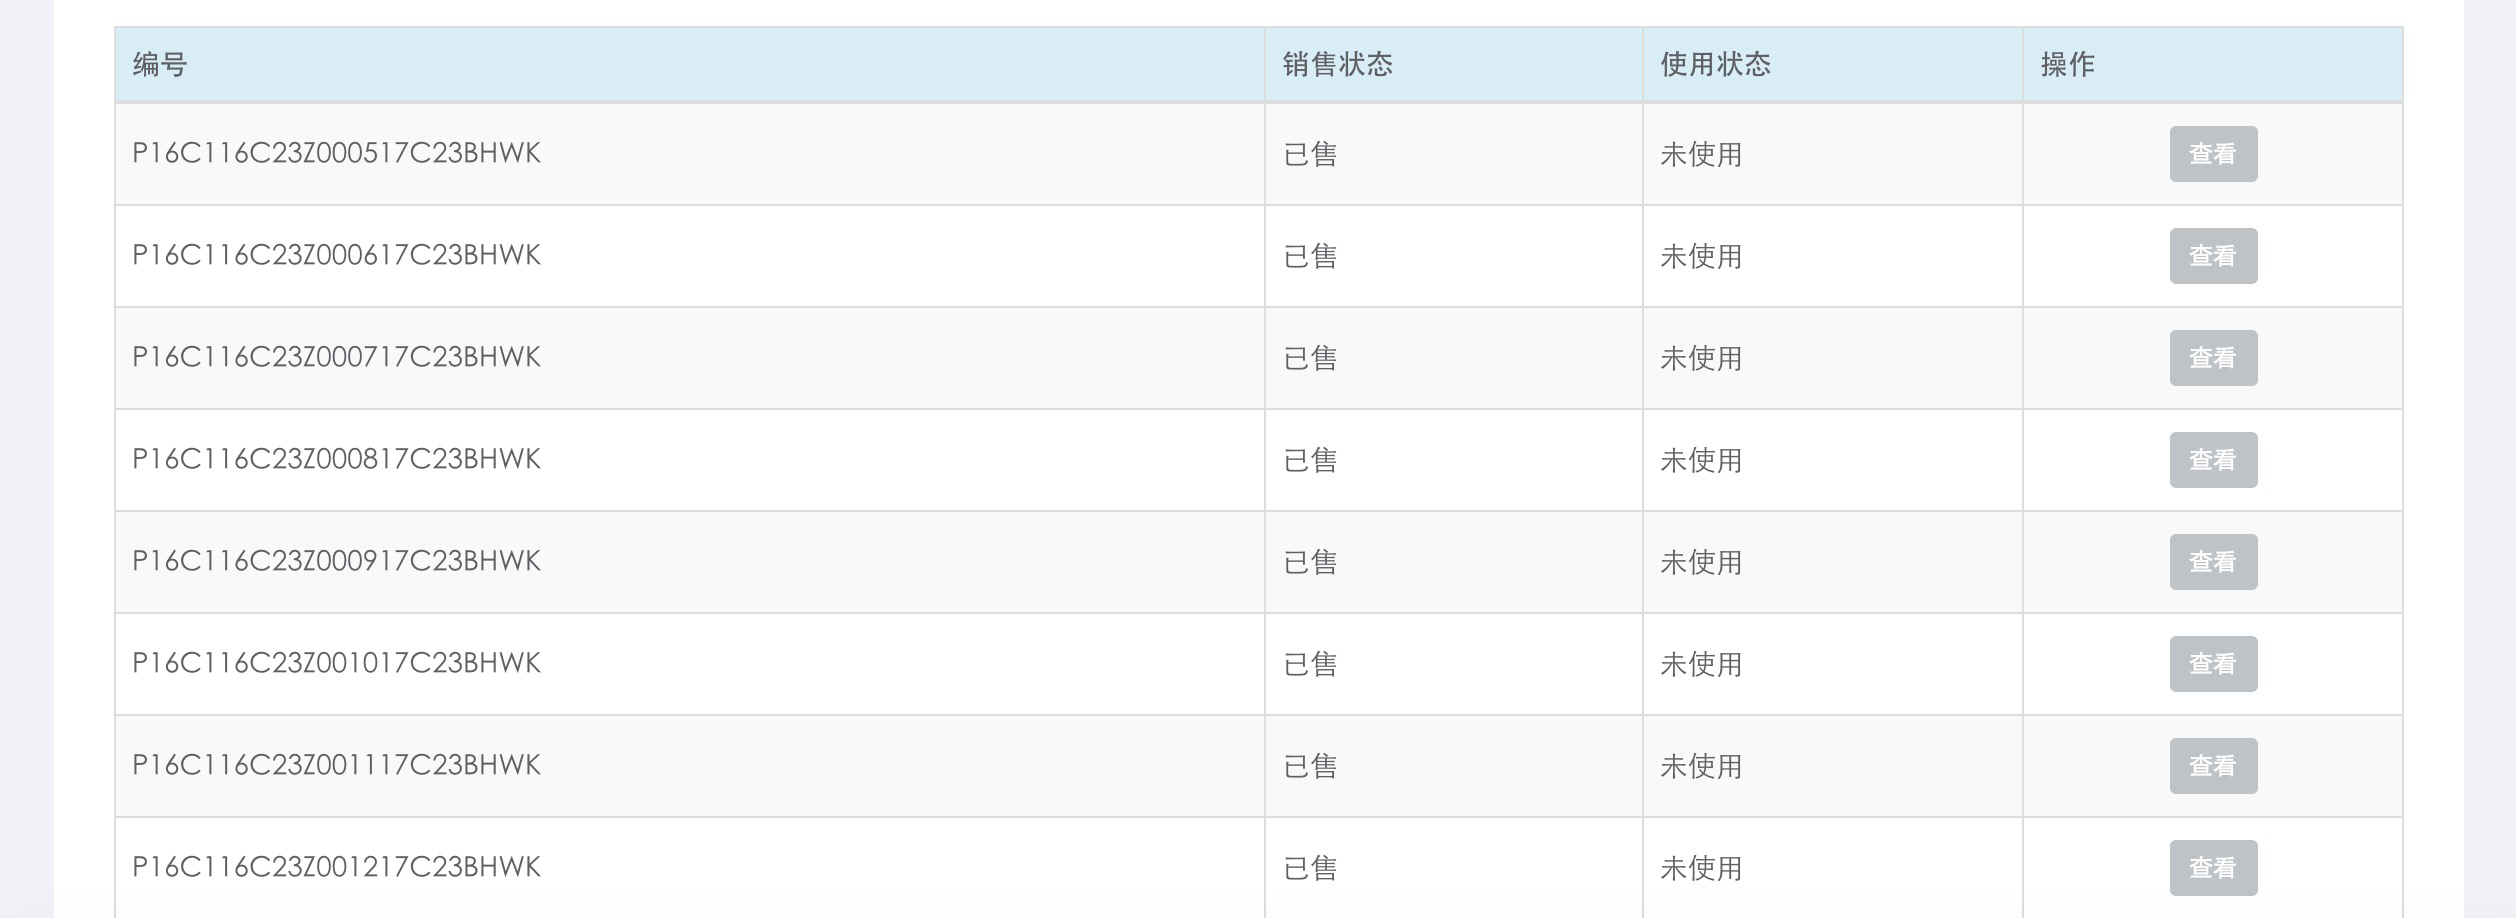 编号 销售状态 使用状态 操作
P16C116C23Z000517C23BHWK 已售 未使用 查看
P16C116C23Z000617C23BHWK 已售 未使用 查看
P16C116C23Z000717C23BHWK 已售 未使用 查看
P16C116C23Z000817C23BHWK 已售 未使用 查看
P16C116C23Z000917C23BHWK 已售 未使用 查看
P16C116C23Z001017C23BHWK 已售 未使用 查看
P16C116C23Z001117C23BHWK 已售 未使用 查看
P16C116C23Z001217C23BHWK 已售 未使用 查看